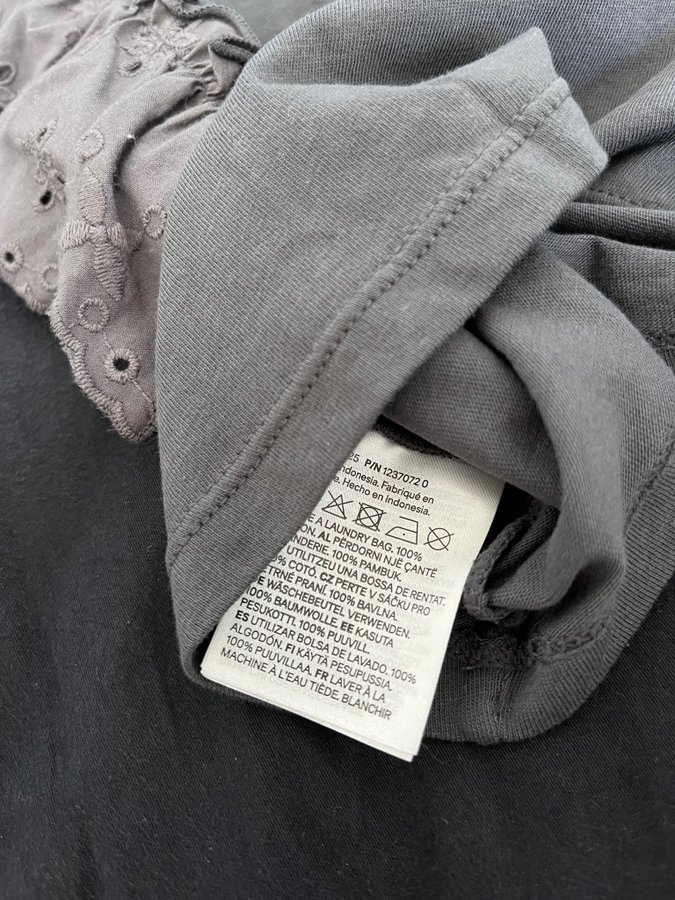 25 P/N 1237072 0
Indonesia. Fabriqué en
Hecho en Indonesia.
A LAUNDRY BAG. 100%
AL PËRDORNI NJË ÇANTË
100% PAMBUK.
UTILITZEU UNA BOSSA DE RENTAT.
COTÓ. CZ PERTE V SÁČKU PRO
PRANÍ. 100% BAVLNA.
WÄSCHEBEUTEL VERWENDEN.
100% BAUMWOLLE. EE KASUTA
PESUKOTTI. 100% PUUVILL.
ES UTILIZAR BOLSA DE LAVADO. 100%
ALGODÓN. FI KÄYTÄ PESUPUSSIA.
100% PUUVILLAA. FR LAVER À LA
MACHINE À L'EAU TIÈDE. BLANCHIR